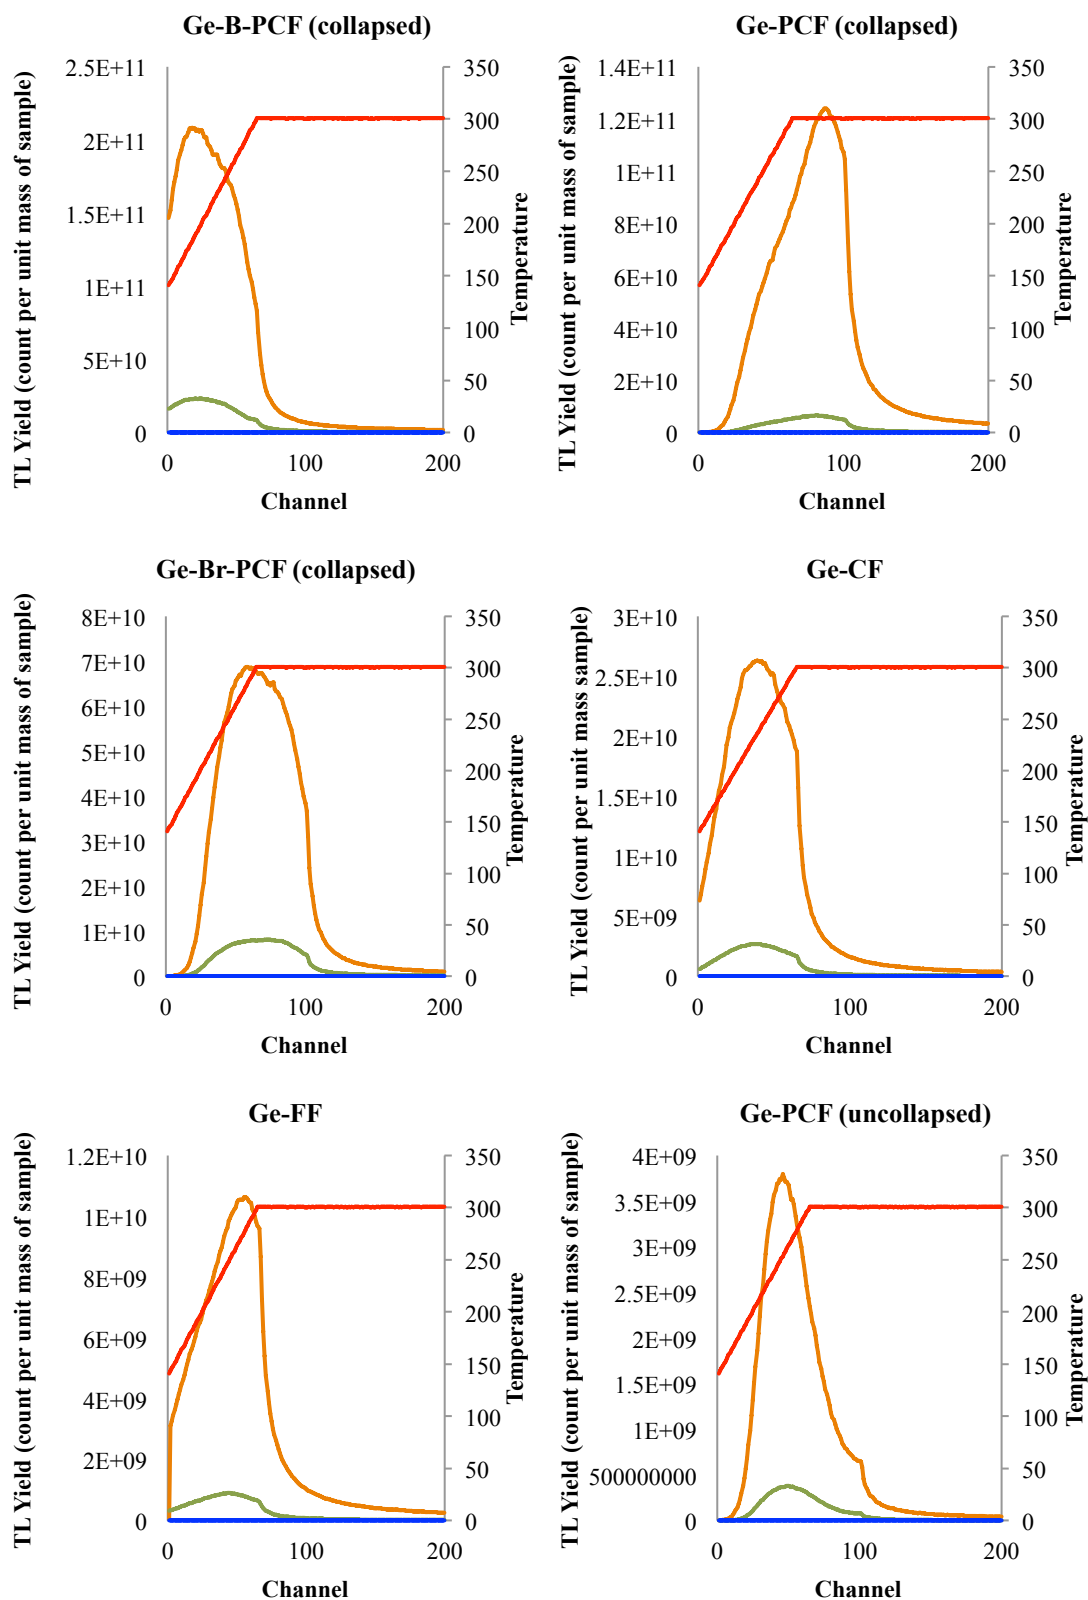 Ge-B-PCF (collapsed)
TL Yield (count per unit mass of sample)
2.5E+11
2E+11
1.5E+11
1E+11
5E+10
0
350
300
250
200
150
100
50
0
Temperature
0
100
200
Channel
Ge-PCF (collapsed)
TL Yield (count per unit mass of sample)
1.4E+11
1.2E+11
1E+11
8E+10
6E+10
4E+10
2E+10
0
350
300
250
200
150
100
50
0
Temperature
0
100
200
Channel
Ge-Br-PCF (collapsed)
TL Yield (count per unit mass of sample)
8E+10
7E+10
6E+10
5E+10
4E+10
3E+10
2E+10
1E+10
0
350
300
250
200
150
100
50
0
Temperature
0
100
200
Channel
Ge-CF
TL Yield (count per unit mass sample)
3E+10
2.5E+10
2E+10
1.5E+10
1E+10
5E+09
0
350
300
250
200
150
100
50
0
Temperature
0
100
200
Channel
Ge-FF
TL Yield (count per unit mass of sample)
1.2E+10
1E+10
8E+09
6E+09
4E+09
2E+09
0
350
300
250
200
150
100
50
0
Temperature
0
100
200
Channel
Ge-PCF (uncollapsed)
TL Yield (count per unit mass of sample)
4E+09
3.5E+09
3E+09
2.5E+09
2E+09
1.5E+09
1E+09
500000000
0
350
300
250
200
150
100
50
0
Temperature
0
100
200
Channel